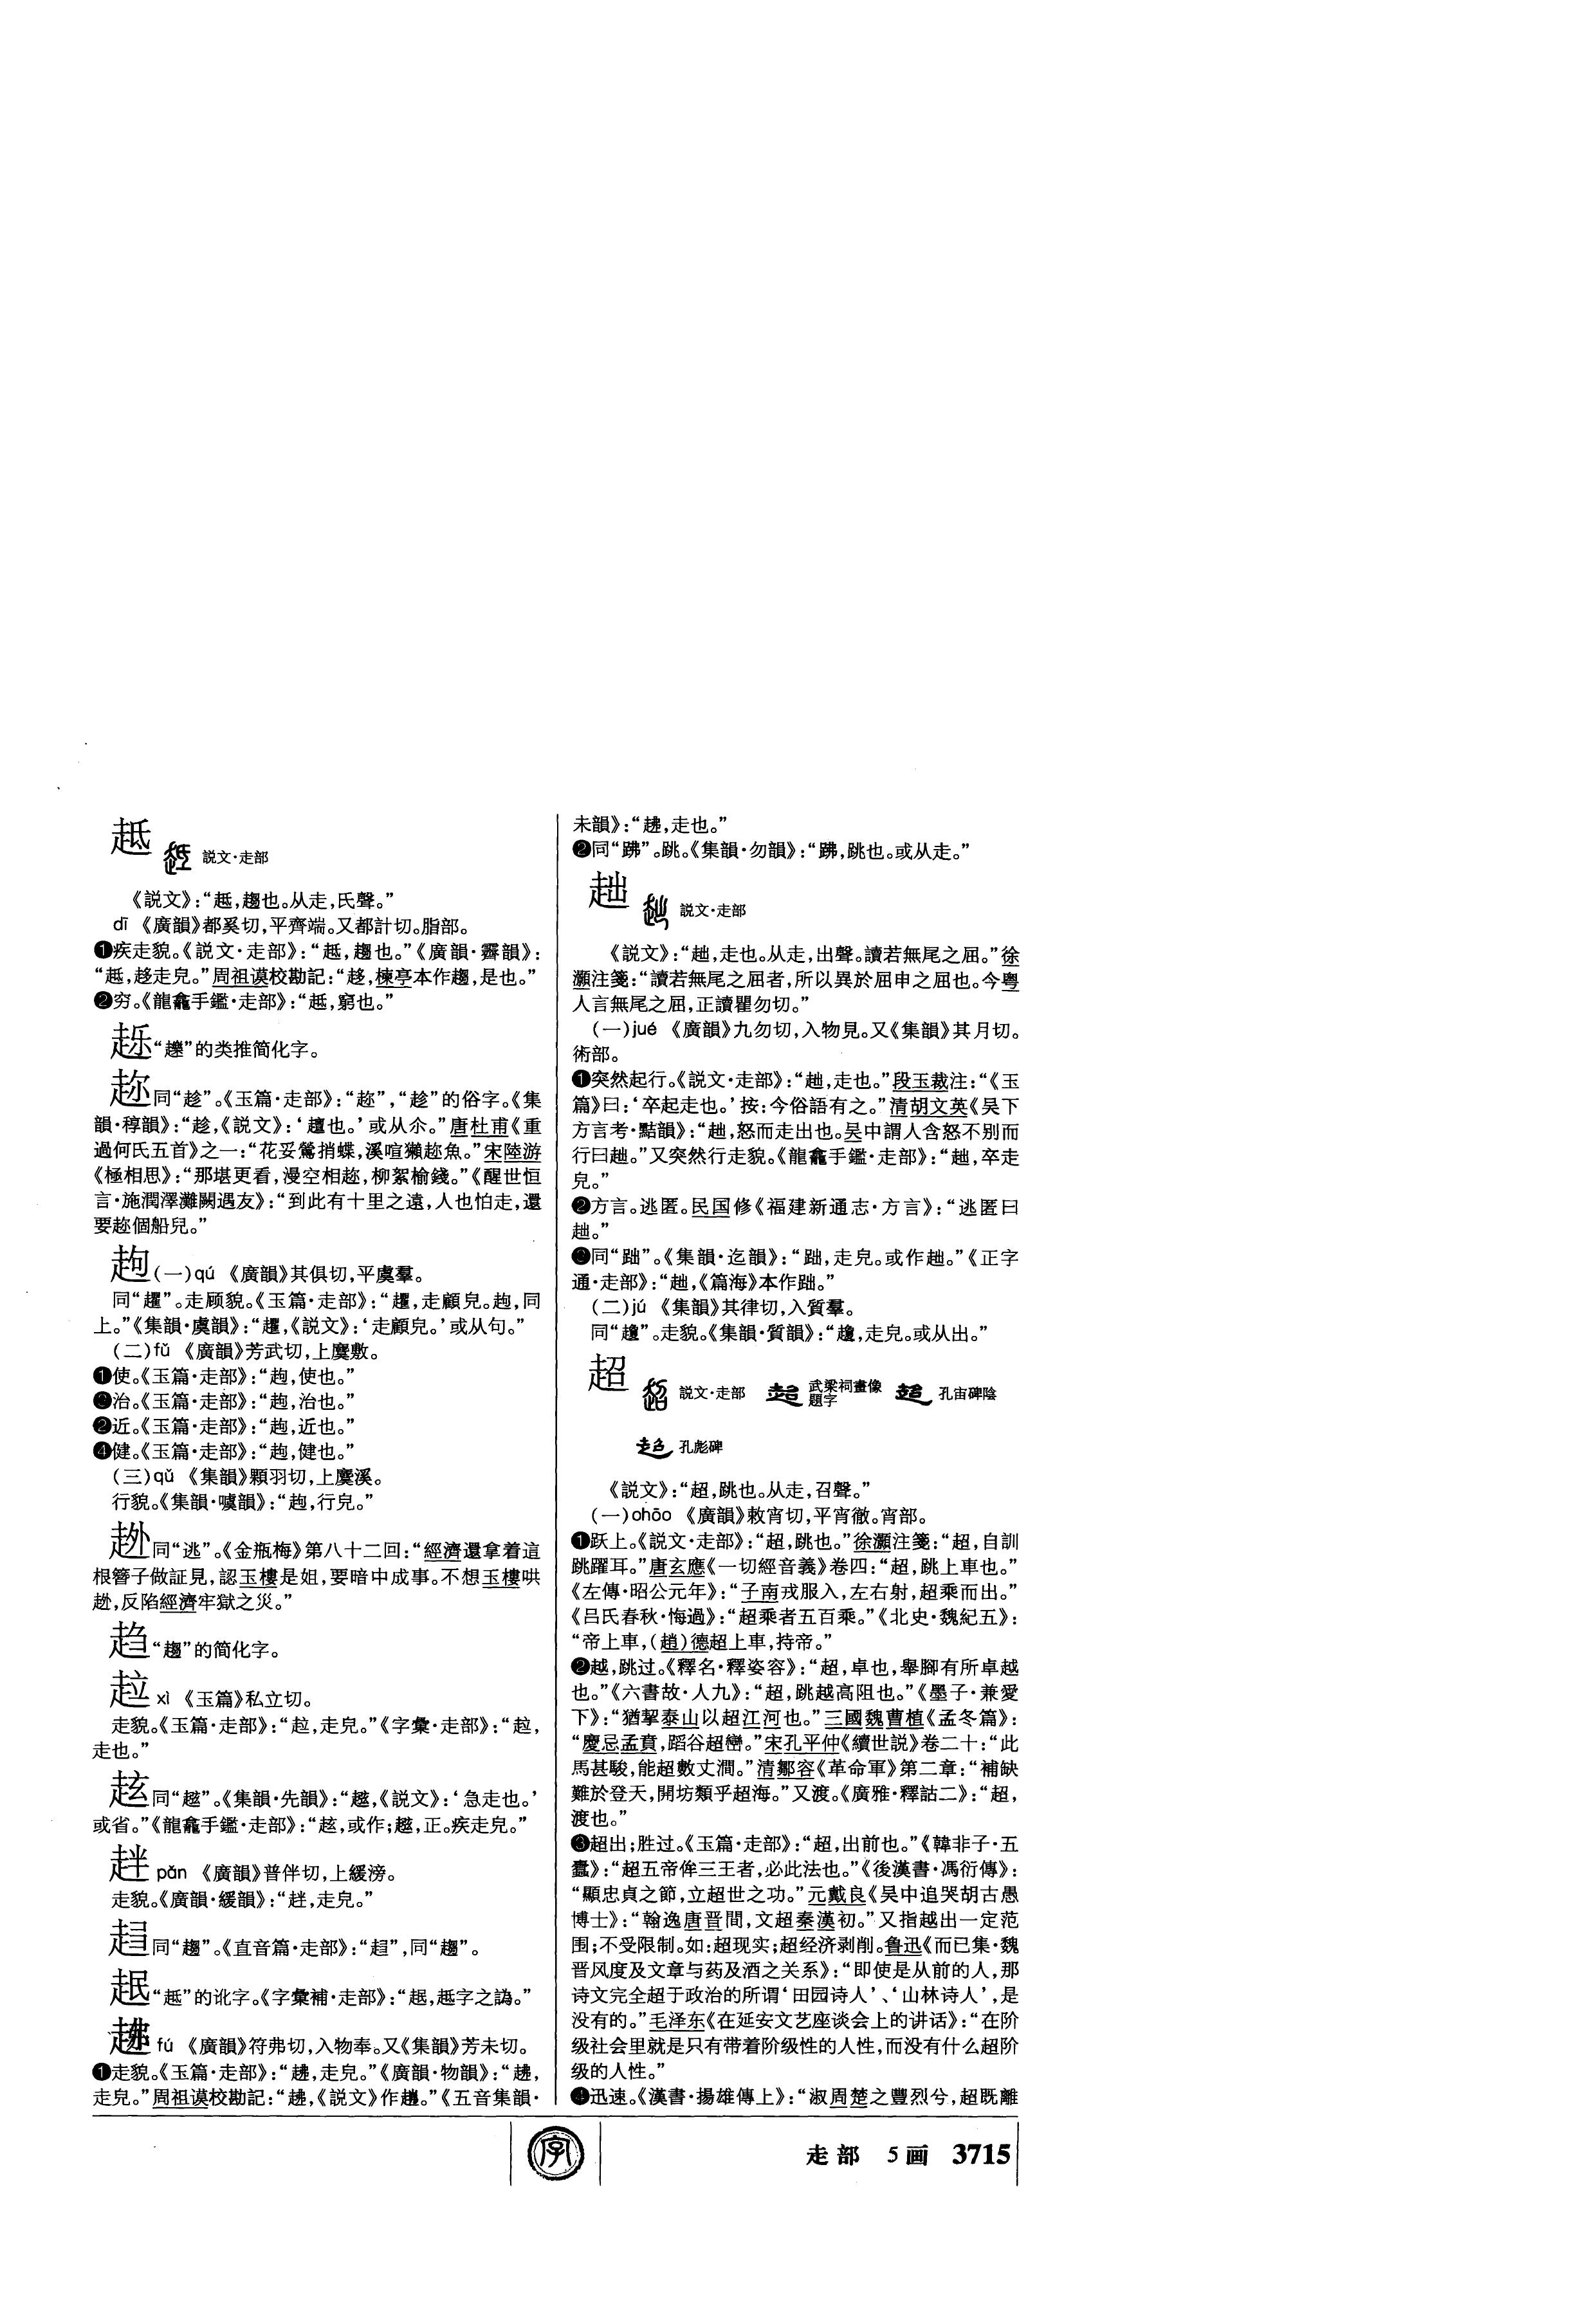 趆 説文·走部
《説文》：“趆，趨也。从走，氐聲。”
dī 《廣韻》都奚切，平齊端。又都計切。脂部。
❶疾走貌。《説文·走部》：“趆，趨也。”《廣韻·霽韻》：
“趆，趍走皃。”周祖谟校勘記：“趍，楝亭本作趨，是也。”
❷穷。《龍龕手鑑·走部》：“趆，窮也。”
“趮”的类推简化字。
趂同“趁”。《玉篇·走部》：“趂”，“趁”的俗字。《集
韻·稕韻》：“趁，《説文》：‘趲也。’或从尒。”唐杜甫《重
過何氏五首》之一：“花妥鶯捎蝶，溪喧獺趂魚。”宋陸游
《極相思》：“那堪更看，漫空相趂，柳絮榆錢。”《醒世恒
言·施潤澤灘闕遇友》：“到此有十里之遠，人也怕走，還
要趂個船兒。”
趜(一)qú 《廣韻》其俱切，平虞羣。
同“趯”。走顾貌。《玉篇·走部》：“，走顧皃。，同
上。”《集韻·虞韻》：“，《説文》：‘走顧皃。’或从句。”
(二)fǔ 《廣韻》芳武切，上麌敷。
❶使。《玉篇·走部》：“，使也。”
治。《玉篇·走部》：“，治也。”
❷近。《玉篇·走部》：“，近也。”
❹健。《玉篇·走部》：“，健也。”
(三)qǔ 《集韻》顆羽切，上麌溪。
行貌。《集韻·噳韻》：“，行皃。”
同“逃”。《金瓶梅》第八十二回：“經濟還拿着這
根簪子做証見，認玉樓是姐，要暗中成事。不想玉樓哄
，反陷經濟牢獄之災。”
趋“趨”的简化字。
xì 《玉篇》私立切。
走貌。《玉篇·走部》：“，走皃。”《字彙·走部》：“，
走也。”
同“”。《集韻·先韻》：“，《説文》：‘急走也。’
或省。”《龍龕手鑑·走部》：“，或作；，正。疾走皃。”
pǎn 《廣韻》普伴切，上緩滂。
走貌。《廣韻·緩韻》：“，走皃。”
同“趨”。《直音篇·走部》：“”，同“趨”。
“趆”的讹字。《字彙補·走部》：“，趆字之譌。”
fú 《廣韻》符弗切，入物奉。又《集韻》芳未切。
❶走貌。《玉篇·走部》：“，走皃。”《廣韻·物韻》：“，
走皃。”周祖谟校勘記：“，《説文》作。”《五音集韻·
未韻》：“，走也。”
❷同“踾”。跳。《集韻·勿韻》：“，跳也。或从走。”
趉 説文·走部
《説文》：“趉，走也。从走，出聲。讀若無尾之屈。”徐
灝注箋：“讀若無尾之屈者，所以異於屈申之屈也。今粤
人言無尾之屈，正讀瞿勿切。”
(一)jué 《廣韻》九勿切，入物見。又《集韻》其月切。
術部。
❶突然起行。《説文·走部》：“趉，走也。”段玉裁注：“《玉
篇》曰：‘卒起走也。’按：今俗語有之。”清胡文英《吴下
方言考·點韻》：“趉，怒而走出也。吴中謂人含怒不别而
行曰趉。”又突然行走貌。《龍龕手鑑·走部》：“趉，卒走
皃。”
❷方言。逃匿。民国修《福建新通志·方言》：“逃匿曰
趉。”
同“䟣”。《集韻·迄韻》：“䟣，走皃。或作趉。”《正字
通·走部》：“趉，《篇海》本作䟣。”
(二)jú 《集韻》其律切，入質羣。
同“”。走貌。《集韻·質韻》：“，走皃。或从出。”
超 説文·走部 武梁祠畫像題字 孔宙碑陰
孔彪碑
《説文》：“超，跳也。从走，召聲。”
(一)ohōo 《廣韻》敕宵切，平宵徹。宵部。
❶跃上。《説文·走部》：“超，跳也。”徐灝注箋：“超，自訓
跳躍耳。”唐玄應《一切經音義》卷四：“超，跳上車也。”
《左傳·昭公元年》：“子南戎服入，左右射，超乘而出。”
《吕氏春秋·悔過》：“超乘者五百乘。”《北史·魏紀五》：
“帝上車，(趙)德超上車，持帝。”
❷越，跳过。《釋名·釋姿容》：“超，卓也，舉腳有所卓越
也。”《六書故·人九》：“超，跳越高阻也。”《墨子·兼愛
下》：“猶挈泰山以超江河也。”三國魏曹植《孟冬篇》：
“慶忌孟賁，蹈谷超巒。”宋孔平仲《續世説》卷二十：“此
馬甚駿，能超數丈澗。”清鄒容《革命軍》第二章：“補缺
難於登天，開坊類乎超海。”又渡。《廣雅·釋詁二》：“超，
渡也。”
❸超出；胜过。《玉篇·走部》：“超，出前也。”《韓非子·五
蠹》：“超五帝侔三王者，必此法也。”《後漢書·馮衍傳》：
“顯忠貞之節，立超世之功。”元戴良《吴中追哭胡古愚
博士》：“翰逸唐晋間，文超秦漢初。”又指越出一定范
围；不受限制。如：超现实；超经济剥削。鲁迅《而已集·魏
晋风度及文章与药及酒之关系》：“即使是从前的人，那
诗文完全超于政治的所谓‘田园诗人’、‘山林诗人’，是
没有的。”毛泽东《在延安文艺座谈会上的讲话》：“在阶
级社会里就是只有带着阶级性的人性，而没有什么超阶
级的人性。”
❹迅速。《漢書·揚雄傳上》：“淑周楚之豐烈兮，超既離
字
走部 5画 3715